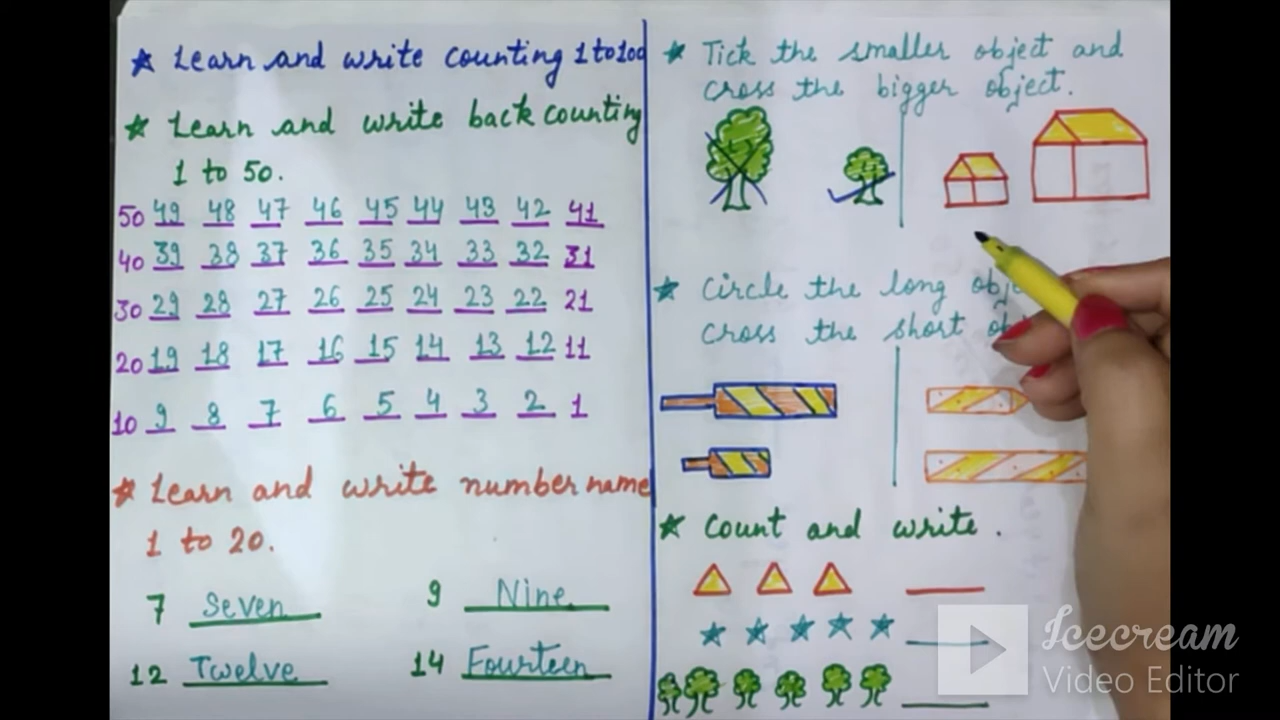 ★ Learn and write counting 1 to 100
★ Learn and write back counting
1 to 50.
50 49 48 47 46 45 44 43 42 41
40 39 38 37 36 35 34 33 32 31
30 29 28 27 26 25 24 23 22 21
20 19 18 17 16 15 14 13 12 11
10 9 8 7 6 5 4 3 2 1
★ Learn and write number name
1 to 20.
7 Seven 9 Nine
12 Twelve 14 Fourteen
★ Tick the smaller object and
cross the bigger object.
★ Circle the long
cross the short
★ Count and write.
Icecream
Video Editor